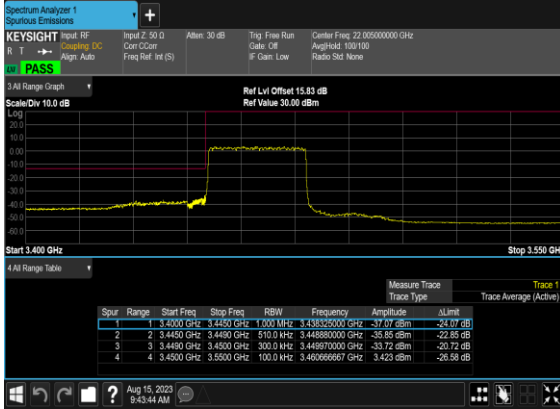 Spectrum Analyzer 1
Spurious Emissions
+
KEYSIGHT
R T
LXI PASS
Input: RF
Coupling: DC
Align: Auto
Input Z: 50 Ω
Corr CCorr
Freq Ref: Int (S)
Atten: 30 dB
Trig: Free Run
Gate: Off
IF Gain: Low
Center Freq: 22.005000000 GHz
Avg|Hold: 100/100
Radio Std: None
3 All Range Graph
Scale/Div 10.0 dB
Ref Lvl Offset 15.83 dB
Ref Value 30.00 dBm
Log
20.0
10.0
0.00
-10.0
-20.0
-30.0
-40.0
-50.0
-60.0
Start 3.400 GHz
Stop 3.550 GH
4 All Range Table
Measure Trace Trace 1
Trace Type Trace Average (Active)
Spur Range Start Freq Stop Freq RBW Frequency Amplitude ΔLimit
1 1 3.4000 GHz 3.4450 GHz 1.000 MHz 3.438325000 GHz -37.07 dBm -24.07 dB
2 2 3.4450 GHz 3.4490 GHz 510.0 kHz 3.448880000 GHz -35.85 dBm -22.85 dB
3 3 3.4490 GHz 3.4500 GHz 300.0 kHz 3.449970000 GHz -33.72 dBm -20.72 dB
4 4 3.4500 GHz 3.5500 GHz 100.0 kHz 3.460666667 GHz 3.423 dBm -26.58 dB
?
Aug 15, 2023
9:43:44 AM